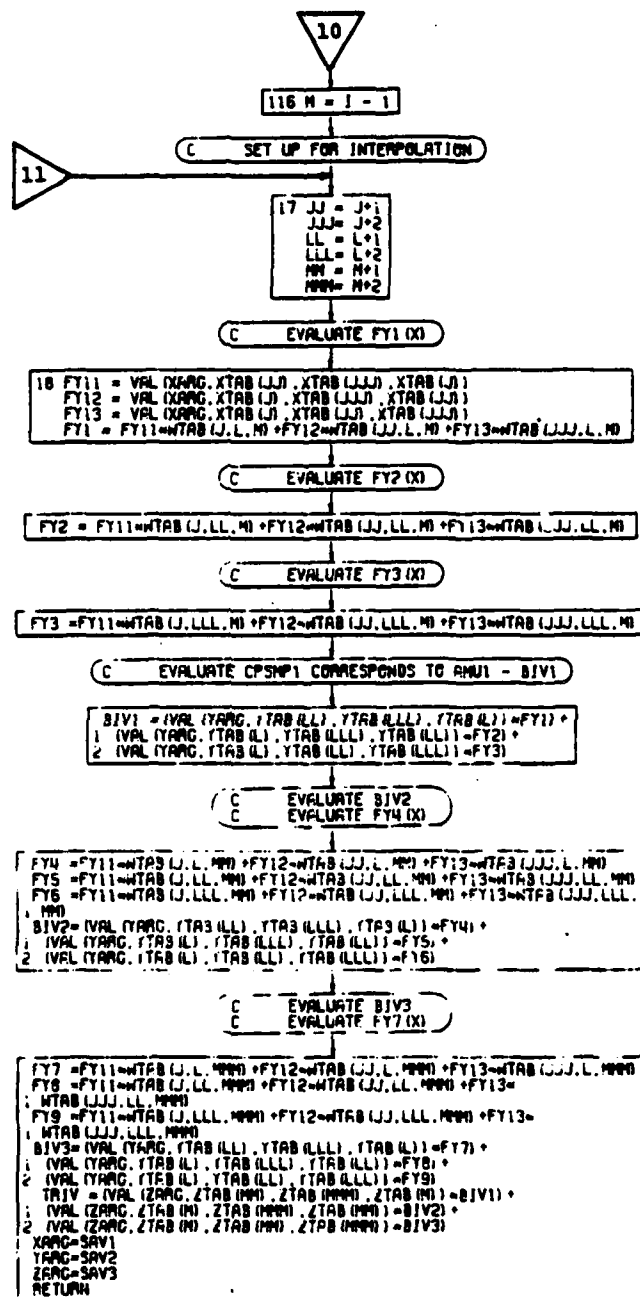 10
116 M = I - 1
C SET UP FOR INTERPOLATION
11
17 JJ = J+1
JJJ= J+2
LL = L+1
LLL= L+2
MM = M+1
MMM= M+2
C EVALUATE FY1(X)
18 FY11 = VAL(XARG,XTAB(JJ),XTAB(JJJ),XTAB(J))
FY12 = VAL(XARG,XTAB(J),XTAB(JJJ),XTAB(JJ))
FY13 = VAL(XARG,XTAB(J),XTAB(JJ),XTAB(JJJ))
FY1 = FY11*WTAB(J,L,M)+FY12*WTAB(JJ,L,M)+FY13*WTAB(JJJ,L,M)
C EVALUATE FY2(X)
FY2 = FY11*WTAB(J,LL,M)+FY12*WTAB(JJ,LL,M)+FY13*WTAB(JJJ,LL,M)
C EVALUATE FY3(X)
FY3 =FY11*WTAB(J,LLL,M)+FY12*WTAB(JJ,LLL,M)+FY13*WTAB(JJJ,LLL,M)
C EVALUATE CPSMP1 CORRESPONDS TO AMU1 - BIV1
BIV1 =(VAL(YARG,YTAB(LL),YTAB(LLL),YTAB(L))*FY1)+
1 (VAL(YARG,YTAB(L),YTAB(LLL),YTAB(LL))*FY2)+
2 (VAL(YARG,YTAB(L),YTAB(LL),YTAB(LLL))*FY3)
C EVALUATE BIV2
C EVALUATE FY4(X)
FY4 =FY11*WTAB(J,L,MM)+FY12*WTAB(JJ,L,MM)+FY13*WTAB(JJJ,L,MM)
FY5 =FY11*WTAB(J,LL,MM)+FY12*WTAB(JJ,LL,MM)+FY13*WTAB(JJJ,LL,MM)
FY6 =FY11*WTAB(J,LLL,MM)+FY12*WTAB(JJ,LLL,MM)+FY13*WTAB(JJJ,LLL,
1 MM)
BIV2=(VAL(YARG,YTAB(LL),YTAB(LLL),YTAB(L))*FY4)+
1 (VAL(YARG,YTAB(L),YTAB(LLL),YTAB(LL))*FY5)+
2 (VAL(YARG,YTAB(L),YTAB(LL),YTAB(LLL))*FY6)
C EVALUATE BIV3
C EVALUATE FY7(X)
FY7 =FY11*WTAB(J,L,MMM)+FY12*WTAB(JJ,L,MMM)+FY13*WTAB(JJJ,L,MMM)
FY8 =FY11*WTAB(J,LL,MMM)+FY12*WTAB(JJ,LL,MMM)+FY13*
1 WTAB(JJJ,LL,MMM)
FY9 =FY11*WTAB(J,LLL,MMM)+FY12*WTAB(JJ,LLL,MMM)+FY13*
1 WTAB(JJJ,LLL,MMM)
BIV3=(VAL(YARG,YTAB(LL),YTAB(LLL),YTAB(L))*FY7)+
1 (VAL(YARG,YTAB(L),YTAB(LLL),YTAB(LL))*FY8)+
2 (VAL(YARG,YTAB(L),YTAB(LL),YTAB(LLL))*FY9)
TRIV =(VAL(ZARG,ZTAB(MM),ZTAB(MMM),ZTAB(M))*BIV1)+
1 (VAL(ZARG,ZTAB(M),ZTAB(MMM),ZTAB(MM))*BIV2)+
2 (VAL(ZARG,ZTAB(M),ZTAB(MM),ZTAB(MMM))*BIV3)
XARG=SAV1
YARG=SAV2
ZARG=SAV3
RETURN